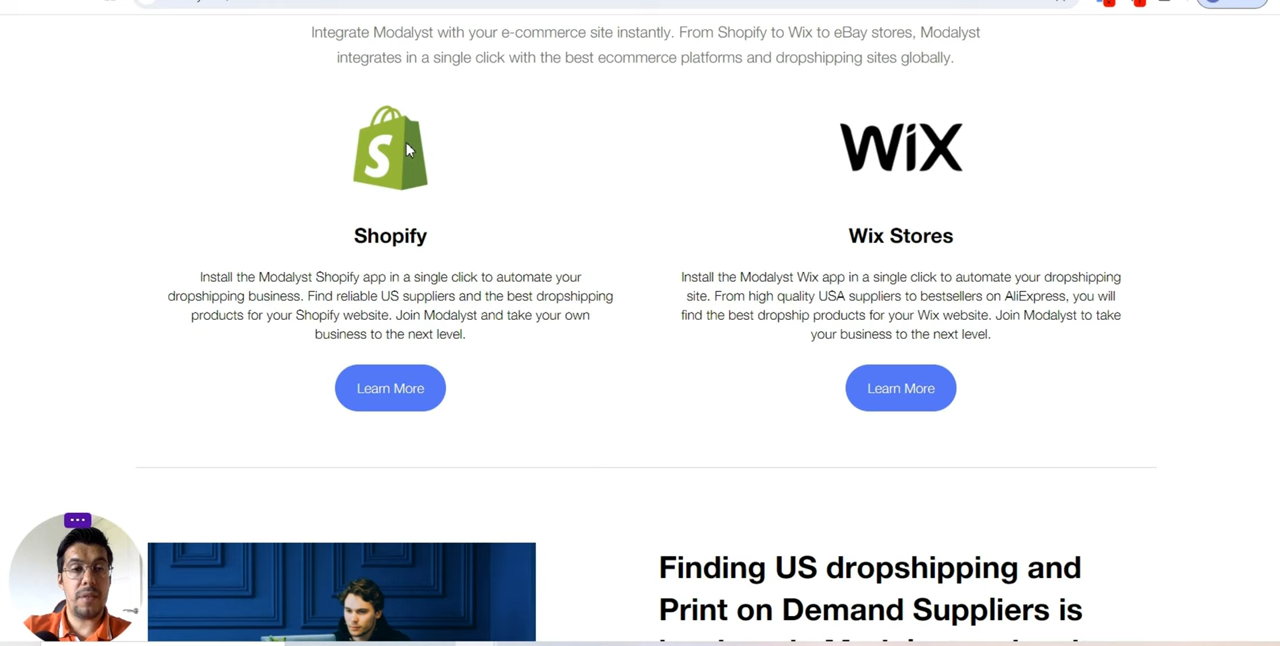 Integrate Modalyst with your e-commerce site instantly. From Shopify to Wix to eBay stores, Modalyst
integrates in a single click with the best ecommerce platforms and dropshipping sites globally.
S
WiX
Shopify
Wix Stores
Install the Modalyst Shopify app in a single click to automate your
dropshipping business. Find reliable US suppliers and the best dropshipping
products for your Shopify website. Join Modalyst and take your own
business to the next level.
Install the Modalyst Wix app in a single click to automate your dropshipping
site. From high quality USA suppliers to bestsellers on AliExpress, you will
find the best dropship products for your Wix website. Join Modalyst to take
your business to the next level.
Learn More
Learn More
Finding US dropshipping and
Print on Demand Suppliers is